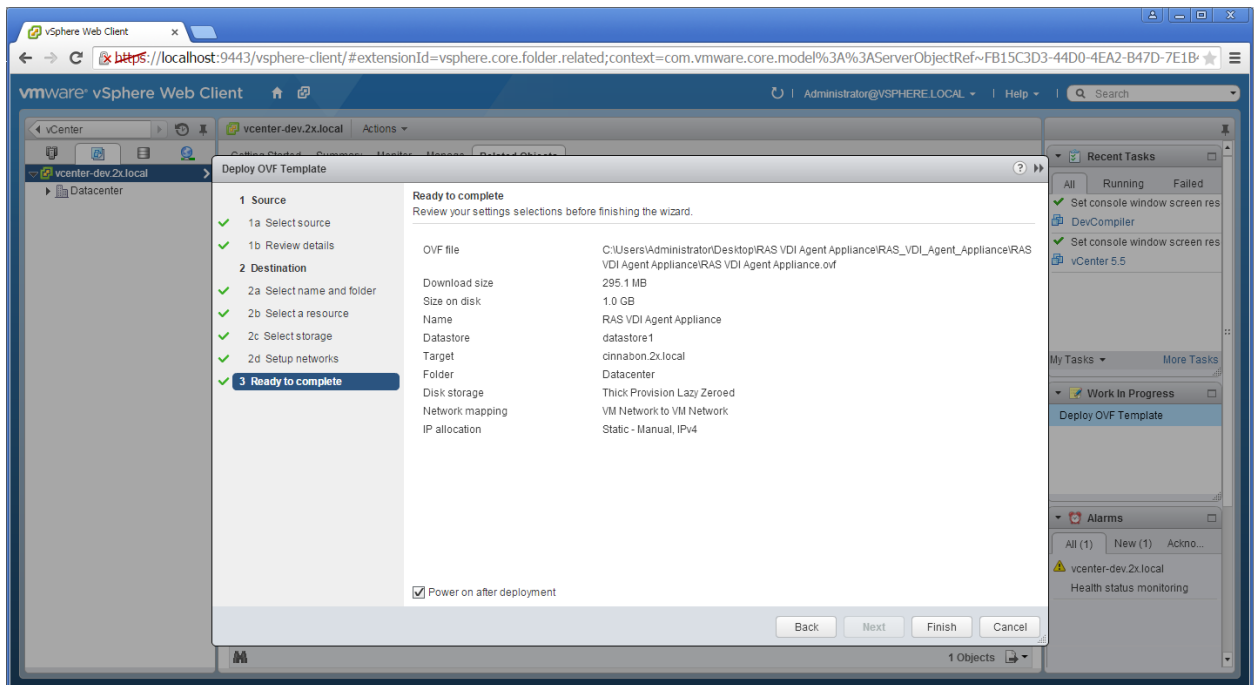 vSphere Web Client
https://localhost:9443/vsphere-client/#extensionId=vsphere.core.folder.related;context=com.vmware.core.model%3A%3AServerObjectRef~FB15C3D3-44D0-4EA2-B47D-7E1B
vmware® vSphere Web Client
Administrator@VSPHERE.LOCAL
Help
Search
vCenter
vcenter-dev.2x.local
Actions
Getting Started Summary Monitor Manage Related Objects
vcenter-dev.2x.local
Datacenter
Deploy OVF Template
1 Source
1a Select source
1b Review details
2 Destination
2a Select name and folder
2b Select a resource
2c Select storage
2d Setup networks
3 Ready to complete
Ready to complete
Review your settings selections before finishing the wizard.
OVF file C:\Users\Administrator\Desktop\RAS VDI Agent Appliance\RAS_VDI_Agent_Appliance\RAS
VDI Agent Appliance\RAS VDI Agent Appliance.ovf
Download size 295.1 MB
Size on disk 1.0 GB
Name RAS VDI Agent Appliance
Datastore datastore1
Target cinnabon.2x.local
Folder Datacenter
Disk storage Thick Provision Lazy Zeroed
Network mapping VM Network to VM Network
IP allocation Static - Manual, IPv4
Power on after deployment
Back Next Finish Cancel
1 Objects
Recent Tasks
All Running Failed
Set console window screen res
DevCompiler
Set console window screen res
vCenter 5.5
My Tasks More Tasks
Work In Progress
Deploy OVF Template
Alarms
All (1) New (1) Ackno...
vcenter-dev.2x.local
Health status monitoring